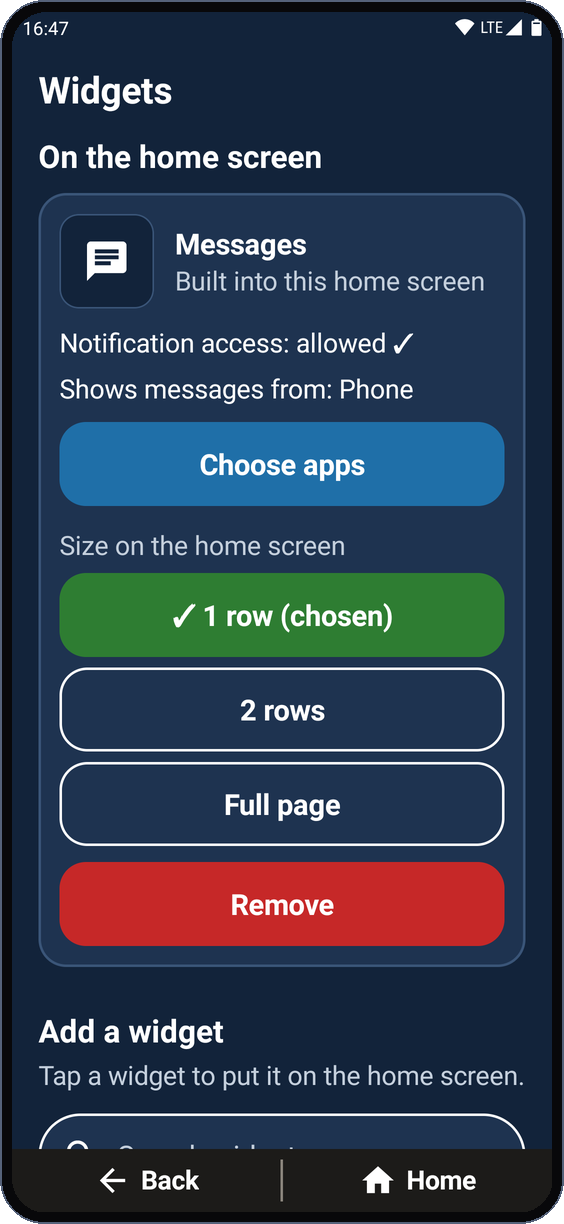 16:47
LTE
Widgets
On the home screen
Messages
Built into this home screen
Notification access: allowed ✓
Shows messages from: Phone
Choose apps
Size on the home screen
✓ 1 row (chosen)
2 rows
Full page
Remove
Add a widget
Tap a widget to put it on the home screen.
Back
Home